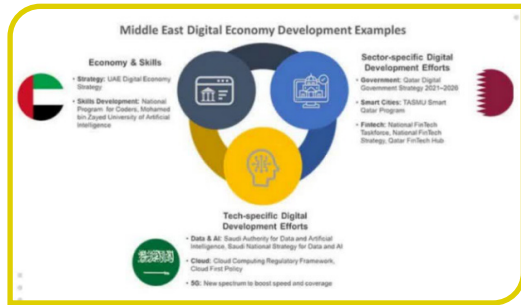 Middle East Digital Economy Development Examples
Economy & Skills
• Strategy: UAE Digital Economy
Strategy
• Skills Development: National
Program for Coders, Mohamed
bin Zayed University of Artificial
Intelligence
Sector-specific Digital
Development Efforts
• Government: Qatar Digital
Government Strategy 2021–2026
• Smart Cities: TASMU Smart
Qatar Program
• Fintech: National FinTech
Taskforce, National FinTech
Strategy, Qatar FinTech Hub
Tech-specific Digital
Development Efforts
• Data & AI: Saudi Authority for Data and Artificial
Intelligence, Saudi National Strategy for Data and AI
• Cloud: Cloud Computing Regulatory Framework,
Cloud First Policy
• 5G: New spectrum to boost speed and coverage